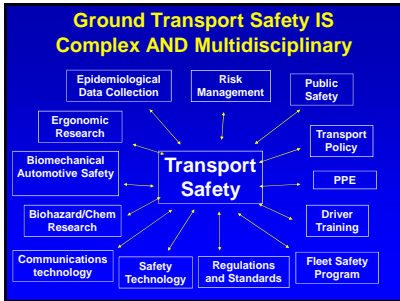 Ground Transport Safety IS
Complex AND Multidisciplinary
Epidemiological
Data Collection
Risk
Management
Public
Safety
Ergonomic
Research
Transport
Policy
Biomechanical
Automotive Safety
Transport
Safety
PPE
Biohazard/Chem
Research
Driver
Training
Communications
technology
Safety
Technology
Regulations
and Standards
Fleet Safety
Program